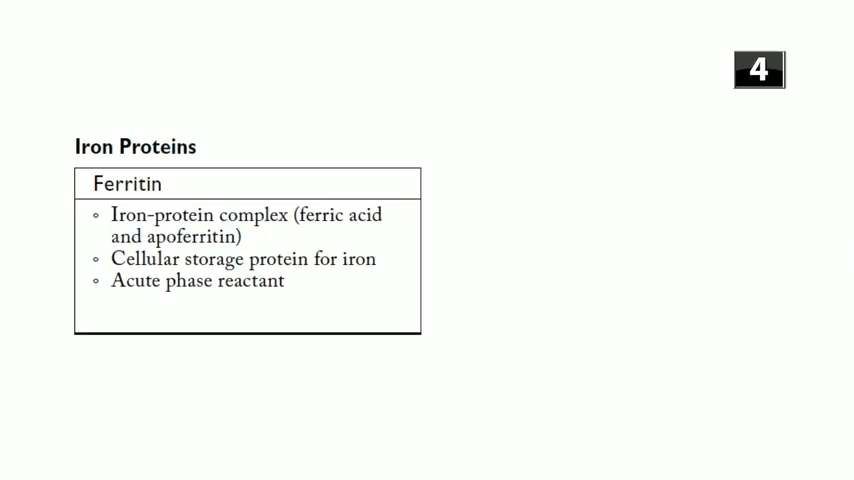 4
Iron Proteins
Ferritin
◦ Iron-protein complex (ferric acid
and apoferritin)
◦ Cellular storage protein for iron
◦ Acute phase reactant